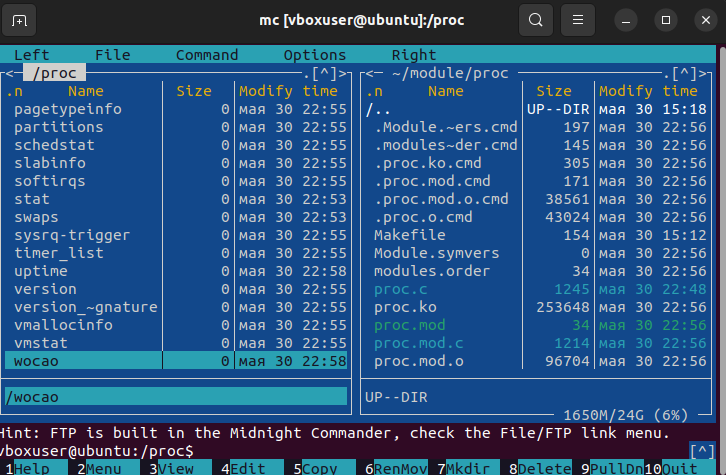 mc [vboxuser@ubuntu]:/proc
Left File Command Options Right
<- /proc .[^]> <- ~/module/proc .[^]>
.n Name Size Modify time .n Name Size Modify time
pagetypeinfo 0 мая 30 22:55 /.. UP--DIR мая 30 15:18
partitions 0 мая 30 22:55 .Module.~ers.cmd 197 мая 30 22:56
schedstat 0 мая 30 22:55 .modules~der.cmd 145 мая 30 22:56
slabinfo 0 мая 30 22:55 .proc.ko.cmd 305 мая 30 22:56
softirqs 0 мая 30 22:55 .proc.mod.cmd 171 мая 30 22:56
stat 0 мая 30 22:53 .proc.mod.o.cmd 38561 мая 30 22:56
swaps 0 мая 30 22:53 .proc.o.cmd 43024 мая 30 22:56
sysrq-trigger 0 мая 30 22:55 Makefile 154 мая 30 15:12
timer_list 0 мая 30 22:55 Module.symvers 0 мая 30 22:56
uptime 0 мая 30 22:58 modules.order 34 мая 30 22:56
version 0 мая 30 22:55 proc.c 1245 мая 30 22:48
version_~gnature 0 мая 30 22:55 proc.ko 253648 мая 30 22:56
vmallocinfo 0 мая 30 22:55 proc.mod 34 мая 30 22:56
vmstat 0 мая 30 22:55 proc.mod.c 1214 мая 30 22:56
wocao 0 мая 30 22:58 proc.mod.o 96704 мая 30 22:56
/wocao UP--DIR
1650M/24G (6%)
Hint: FTP is built in the Midnight Commander, check the File/FTP link menu.
vboxuser@ubuntu:/proc$ [^]
1Help 2Menu 3View 4Edit 5Copy 6RenMov 7Mkdir 8Delete 9PullDn 10Quit